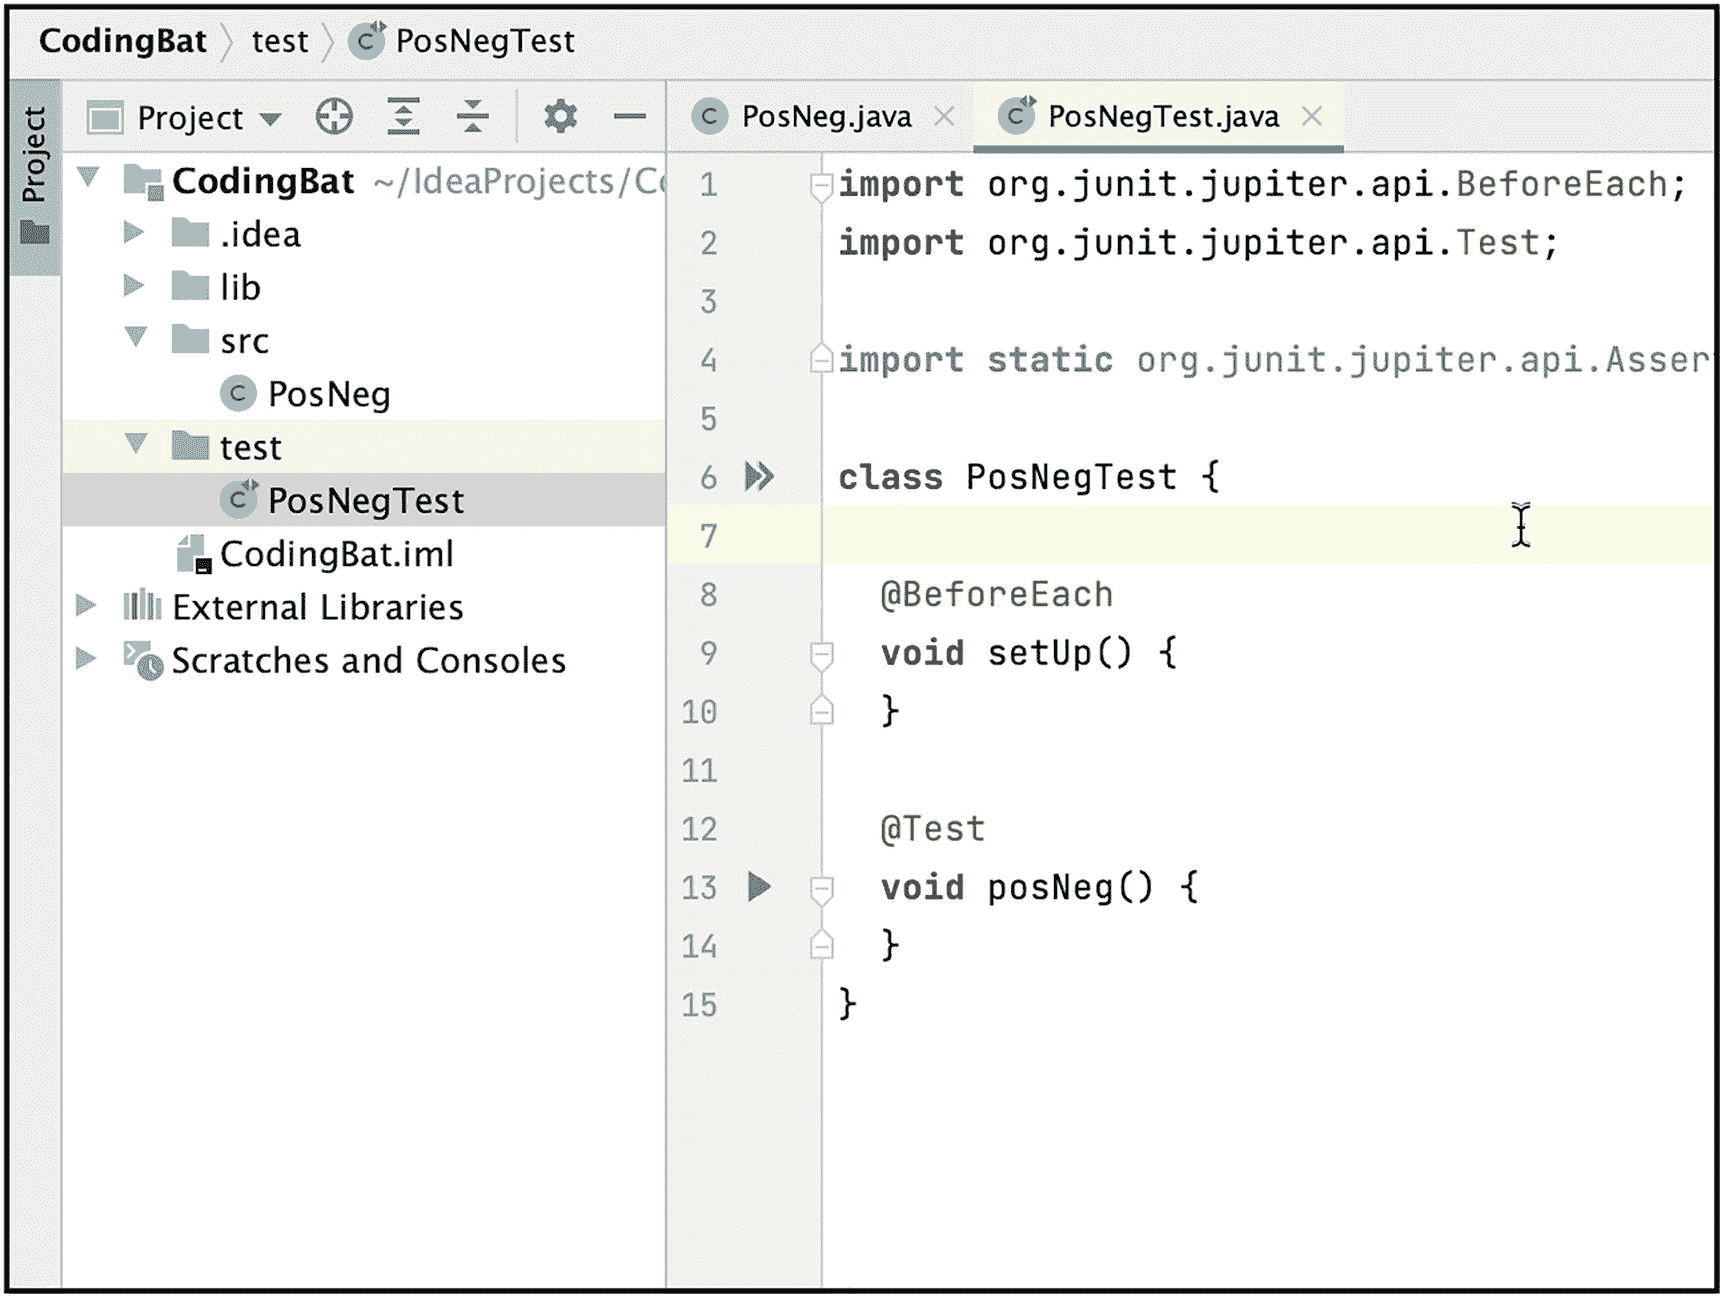 CodingBat test PosNegTest
Project
Project
CodingBat ~/IdeaProjects/Co
.idea
lib
src
PosNeg
test
PosNegTest
CodingBat.iml
External Libraries
Scratches and Consoles
PosNeg.java PosNegTest.java
1 import org.junit.jupiter.api.BeforeEach;
2 import org.junit.jupiter.api.Test;
3
4 import static org.junit.jupiter.api.Asser
5
6 class PosNegTest {
7
8 @BeforeEach
9 void setUp() {
10 }
11
12 @Test
13 void posNeg() {
14 }
15 }